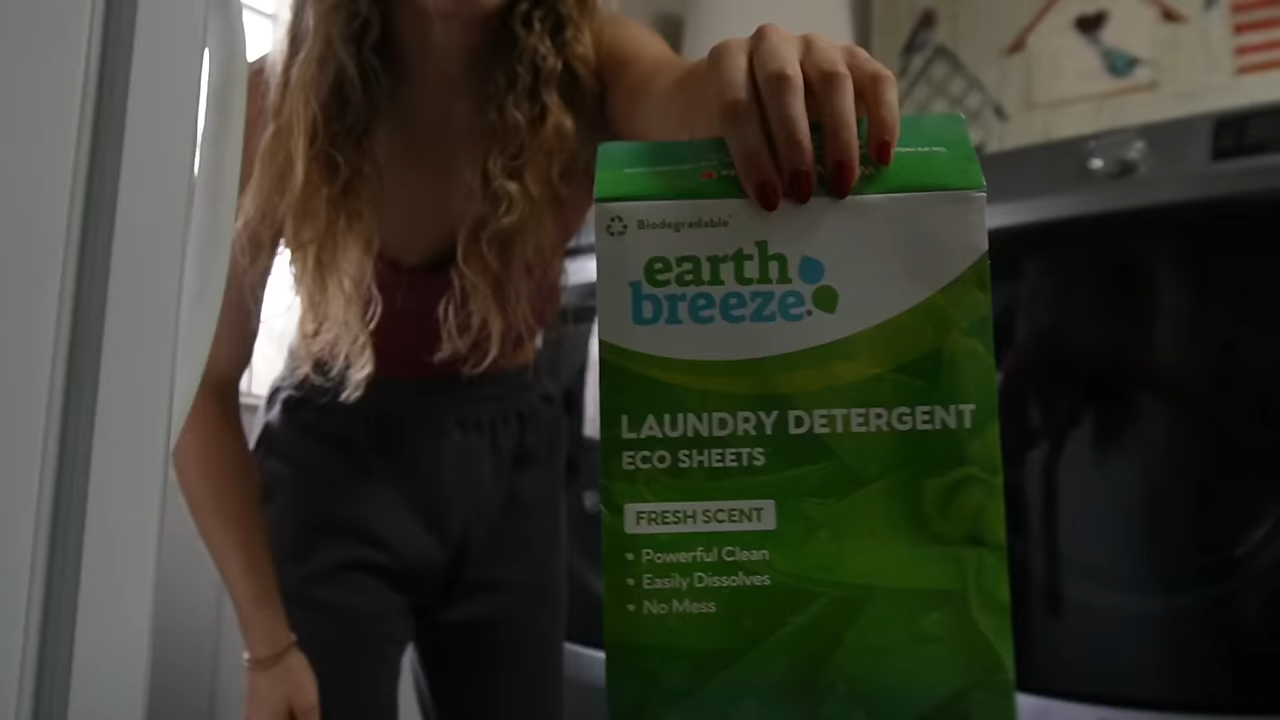 Biodegradable*
earth
breeze
LAUNDRY DETERGENT
ECO SHEETS
FRESH SCENT
• Powerful Clean
• Easily Dissolves
• No Mess